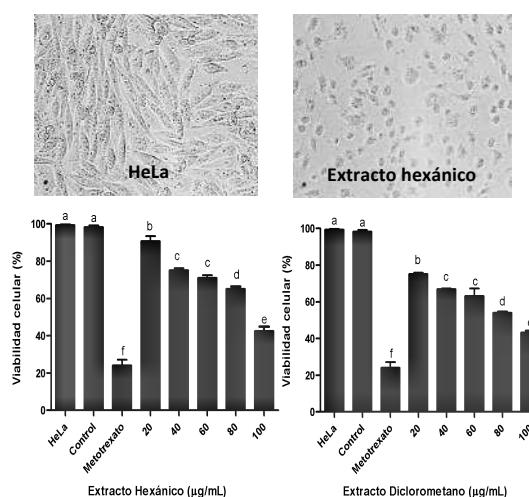 HeLa
Extracto hexánico
Viabilidad celular (%)
100
80
60
40
20
0
a
a
f
b
c
c
d
e
HeLa
Control
Metotrexato
20
40
60
80
100
Extracto Hexánico (µg/mL)
Viabilidad celular (%)
100
80
60
40
20
0
a
a
f
b
c
c
d
HeLa
Control
Metotrexato
20
40
60
80
100
Extracto Diclorometano (µg/mL)